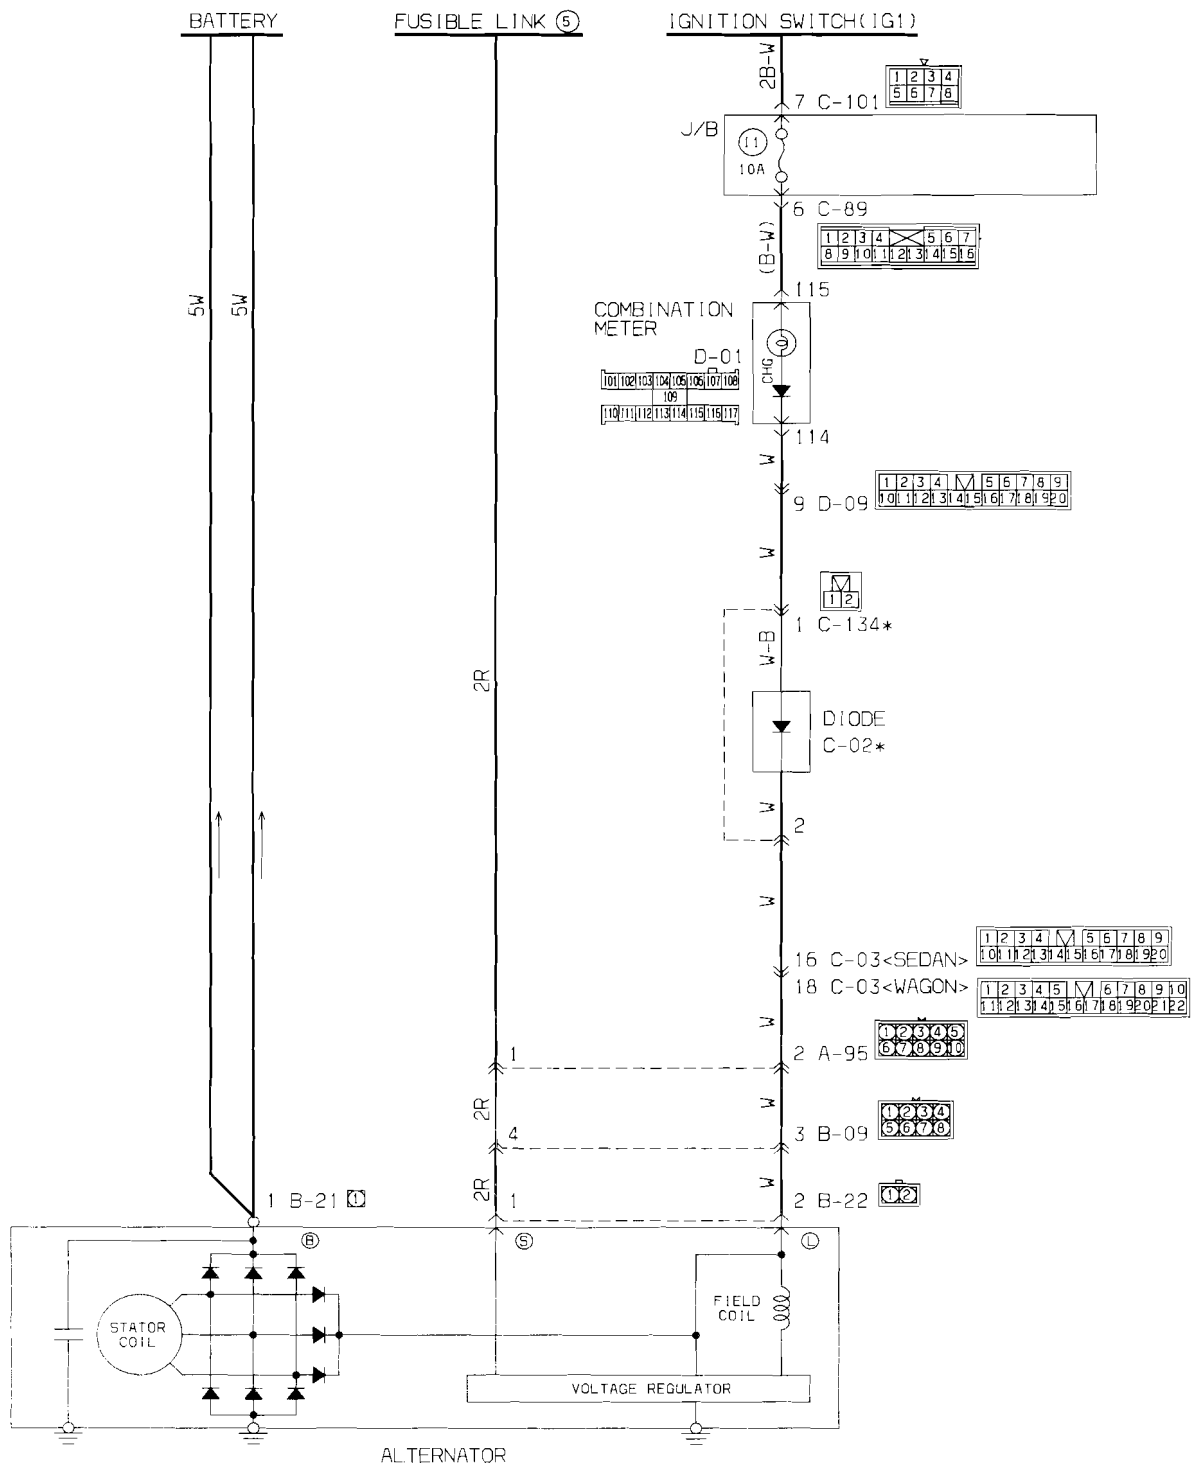 BATTERY
FUSIBLE LINK ⑤
IGNITION SWITCH(IG1)
2B-W
1 2 3 4
5 6 7 8
7 C-101
J/B
11
10A
6 C-89
(B-W)
1 2 3 4 5 6 7
8 9 10 11 12 13 14 15 16
5W
5W
115
COMBINATION
METER
D-01
CHG
101 102 103 104 105 106 107 108
109
110 111 112 113 114 115 116 117
114
W
9 D-09
1 2 3 4 5 6 7 8 9
10 11 12 13 14 15 16 17 18 19 20
W
1 2
1 C-134*
W-B
2R
DIODE
C-02*
W
2
W
16 C-03<SEDAN>
1 2 3 4 5 6 7 8 9
10 11 12 13 14 15 16 17 18 19 20
18 C-03<WAGON>
1 2 3 4 5 6 7 8 9 10
11 12 13 14 15 16 17 18 19 20 21 22
W
1
2 A-95
1 2 3 4 5
6 7 8 9 10
2R
W
4
3 B-09
1 2 3 4
5 6 7 8
2R
W
1 B-21 1
1
2 B-22
1 2
B
S
L
STATOR
COIL
FIELD
COIL
VOLTAGE REGULATOR
ALTERNATOR